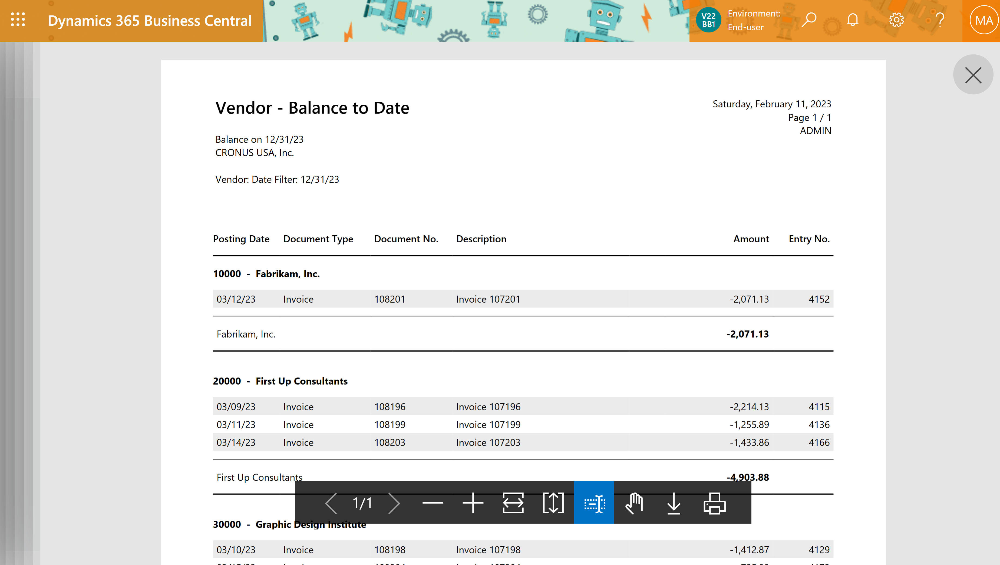 Dynamics 365 Business Central
V22
BB1
Environment:
End-user
MA
Vendor - Balance to Date
Saturday, February 11, 2023
Page 1 / 1
ADMIN
Balance on 12/31/23
CRONUS USA, Inc.
Vendor: Date Filter: 12/31/23
Posting Date Document Type Document No. Description Amount Entry No.
10000 - Fabrikam, Inc.
03/12/23 Invoice 108201 Invoice 107201 -2,071.13 4152
Fabrikam, Inc. -2,071.13
20000 - First Up Consultants
03/09/23 Invoice 108196 Invoice 107196 -2,214.13 4115
03/11/23 Invoice 108199 Invoice 107199 -1,255.89 4136
03/14/23 Invoice 108203 Invoice 107203 -1,433.86 4166
First Up Consultants -4,903.88
1/1
30000 - Graphic Design Institute
03/10/23 Invoice 108198 Invoice 107198 -1,412.87 4129